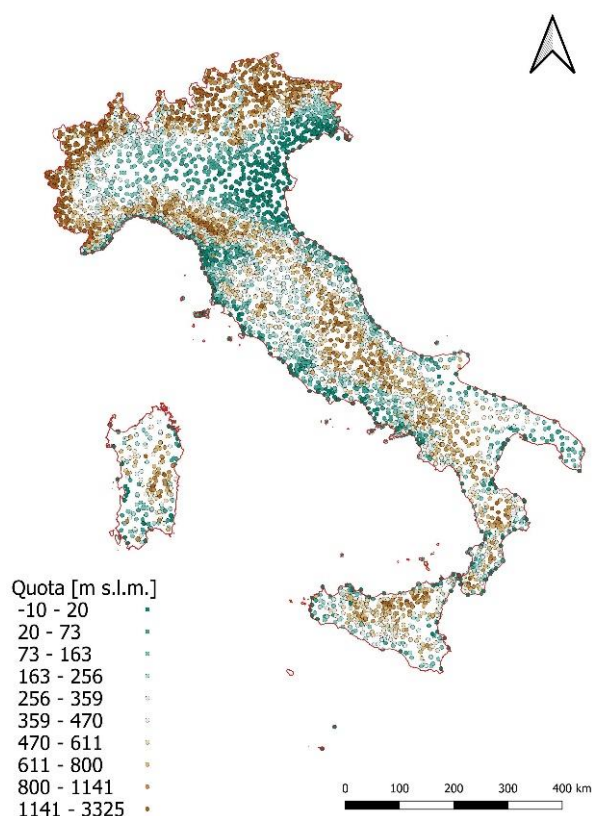 Quota [m s.l.m.]
-10 - 20
20 - 73
73 - 163
163 - 256
256 - 359
359 - 470
470 - 611
611 - 800
800 - 1141
1141 - 3325
0 100 200 300 400 km